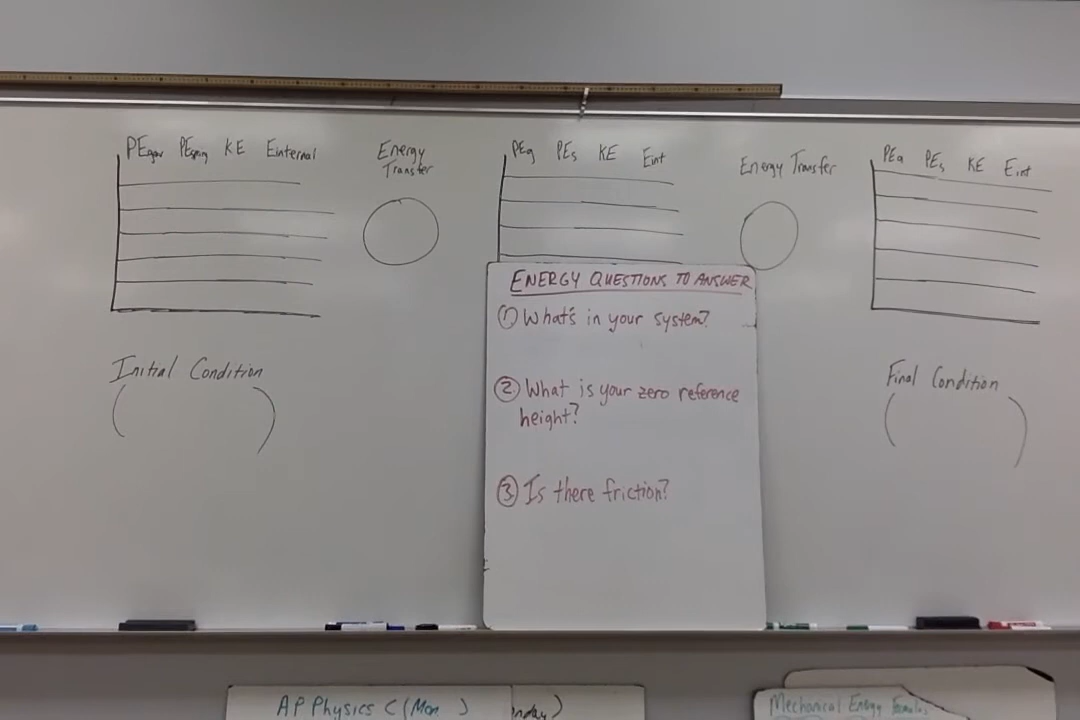 PEgrav PEspring KE Einternal
Energy
Transfer
PEg PEs KE Eint
Energy Transfer
PEg PEs KE Eint
ENERGY QUESTIONS TO ANSWER
① What's in your system?
② What is your zero reference
height?
③ Is there friction?
Initial Condition
( )
Final Condition
( )
AP Physics C (Mon )
nday)
Mechanical Energy Formulas